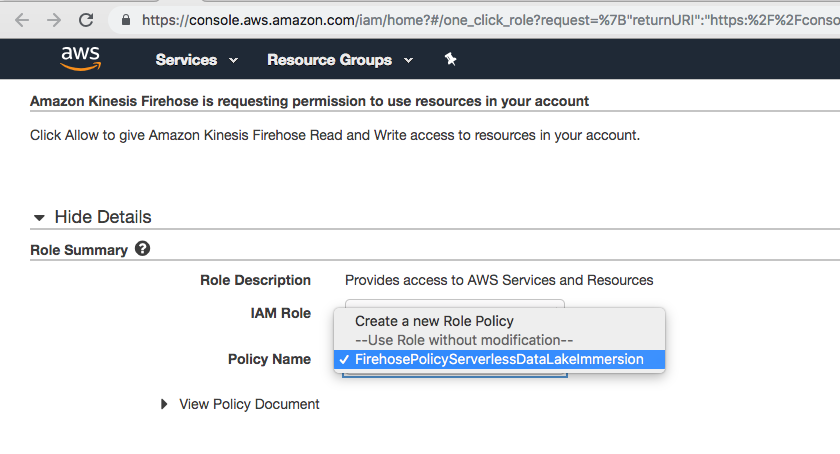 https://console.aws.amazon.com/iam/home?#/one_click_role?request=%7B"returnURI":"https:%2F%2Fconso
aws Services Resource Groups
Amazon Kinesis Firehose is requesting permission to use resources in your account
Click Allow to give Amazon Kinesis Firehose Read and Write access to resources in your account.
Hide Details
Role Summary ?
Role Description Provides access to AWS Services and Resources
IAM Role
Create a new Role Policy
--Use Role without modification--
Policy Name ✓ FirehosePolicyServerlessDataLakeImmersion
View Policy Document